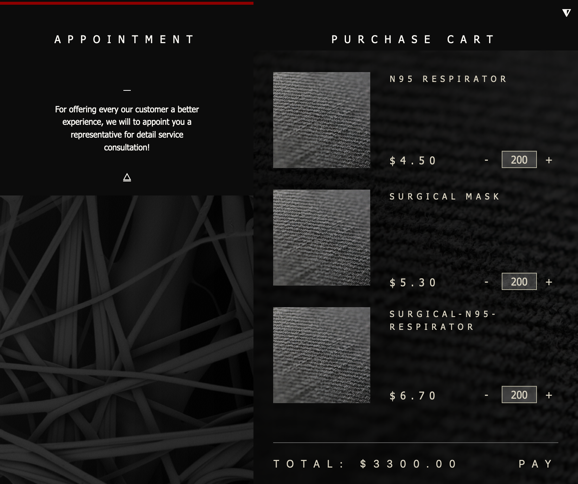 APPOINTMENT
—
For offering every our customer a better
experience, we will to appoint you a
representative for detail service
consultation!
PURCHASE CART
N95 RESPIRATOR
$4.50 - 200 +
SURGICAL MASK
$5.30 - 200 +
SURGICAL-N95-
RESPIRATOR
$6.70 - 200 +
TOTAL: $3300.00 PAY